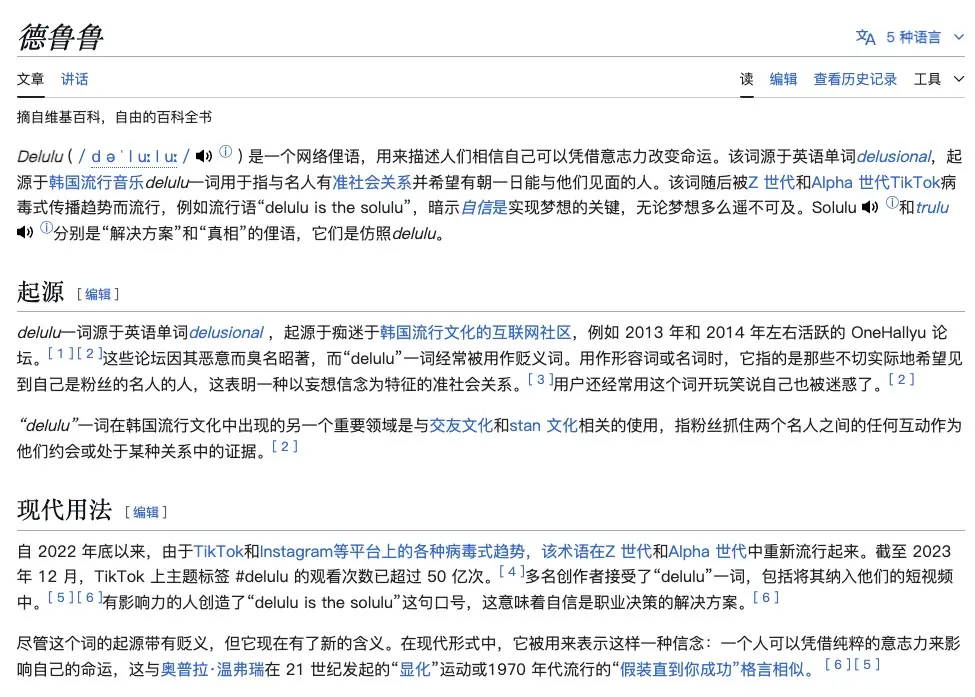 德鲁鲁
文A 5 种语言
文章 讲话 读 编辑 查看历史记录 工具
摘自维基百科，自由的百科全书
Delulu ( / d ə ˈ l uː l uː / ⓘ ) 是一个网络俚语，用来描述人们相信自己可以凭借意志力改变命运。该词源于英语单词delusional，起
源于韩国流行音乐delulu一词用于指与名人有准社会关系并希望有朝一日能与他们见面的人。该词随后被Z 世代和Alpha 世代TikTok病
毒式传播趋势而流行，例如流行语“delulu is the solulu”，暗示自信是实现梦想的关键，无论梦想多么遥不可及。Solulu ⓘ和trulu
ⓘ分别是“解决方案”和“真相”的俚语，它们是仿照delulu。
起源 [ 编辑 ]
delulu一词源于英语单词delusional ，起源于痴迷于韩国流行文化的互联网社区，例如 2013 年和 2014 年左右活跃的 OneHallyu 论
坛。[ 1 ] [ 2 ]这些论坛因其恶意而臭名昭著，而“delulu”一词经常被用作贬义词。用作形容词或名词时，它指的是那些不切实际地希望见
到自己是粉丝的名人的人，这表明一种以妄想信念为特征的准社会关系。[ 3 ]用户还经常用这个词开玩笑说自己也被迷惑了。[ 2 ]
“delulu”一词在韩国流行文化中出现的另一个重要领域是与交友文化和stan 文化相关的使用，指粉丝抓住两个名人之间的任何互动作为
他们约会或处于某种关系中的证据。[ 2 ]
现代用法 [ 编辑 ]
自 2022 年底以来，由于TikTok和Instagram等平台上的各种病毒式趋势，该术语在Z 世代和Alpha 世代中重新流行起来。截至 2023
年 12 月，TikTok 上主题标签 #delulu 的观看次数已超过 50 亿次。[ 4 ]多名创作者接受了“delulu”一词，包括将其纳入他们的短视频
中。[ 5 ] [ 6 ]有影响力的人创造了“delulu is the solulu”这句口号，这意味着自信是职业决策的解决方案。[ 6 ]
尽管这个词的起源带有贬义，但它现在有了新的含义。在现代形式中，它被用来表示这样一种信念：一个人可以凭借纯粹的意志力来影
响自己的命运，这与奥普拉·温弗瑞在 21 世纪发起的“显化”运动或1970 年代流行的“假装直到你成功”格言相似。[ 6 ] [ 5 ]